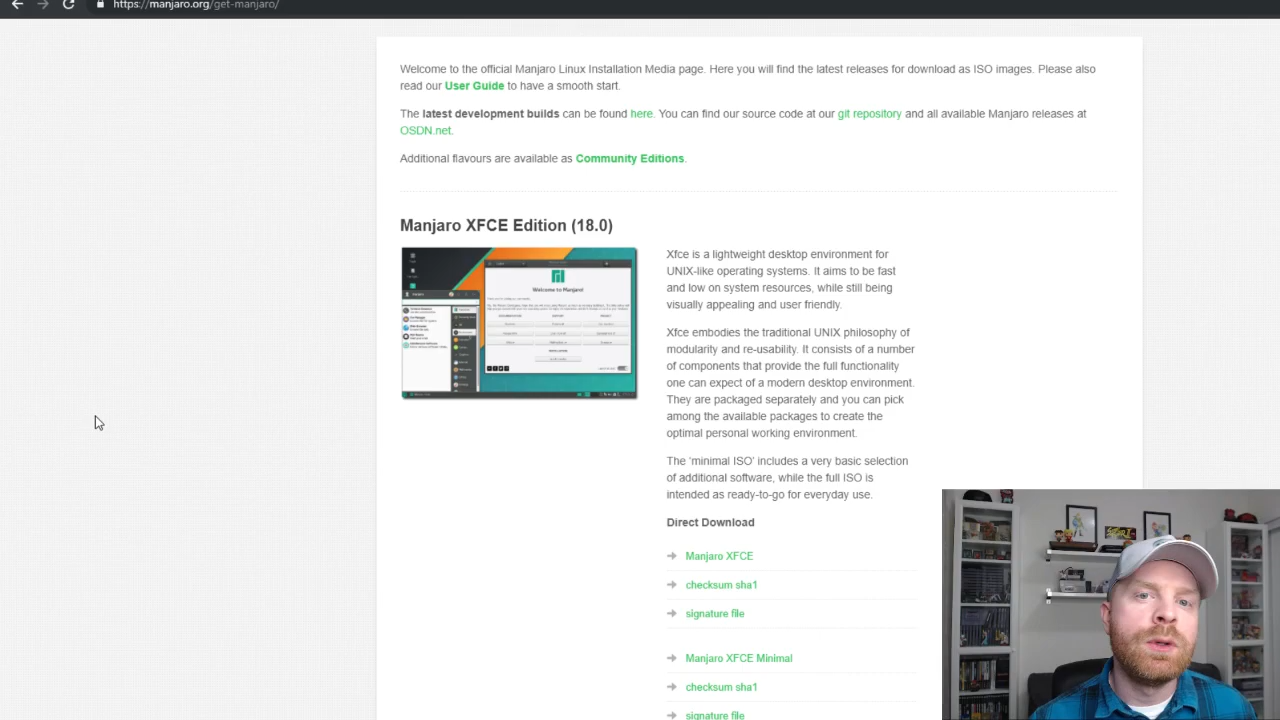 https://manjaro.org/get-manjaro/
Welcome to the official Manjaro Linux Installation Media page. Here you will find the latest releases for download as ISO images. Please also
read our User Guide to have a smooth start.
The latest development builds can be found here. You can find our source code at our git repository and all available Manjaro releases at
OSDN.net.
Additional flavours are available as Community Editions.
Manjaro XFCE Edition (18.0)
Welcome to Manjaro!
Xfce is a lightweight desktop environment for
UNIX-like operating systems. It aims to be fast
and low on system resources, while still being
visually appealing and user friendly.
Xfce embodies the traditional UNIX philosophy of
modularity and re-usability. It consists of a number
of components that provide the full functionality
one can expect of a modern desktop environment.
They are packaged separately and you can pick
among the available packages to create the
optimal personal working environment.
The ‘minimal ISO’ includes a very basic selection
of additional software, while the full ISO is
intended as ready-to-go for everyday use.
Direct Download
Manjaro XFCE
checksum sha1
signature file
Manjaro XFCE Minimal
checksum sha1
signature file